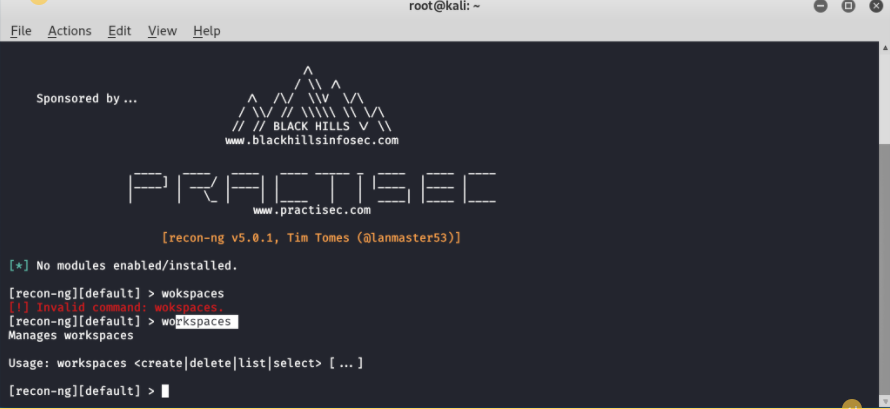 root@kali: ~
File Actions Edit View Help
Sponsored by ...
BLACK HILLS
www.blackhillsinfosec.com
PRACTISEC
www.practisec.com
[recon-ng v5.0.1, Tim Tomes (@lanmaster53)]
[*] No modules enabled/installed.
[recon-ng][default] > wokspaces
[!] Invalid command: wokspaces.
[recon-ng][default] > workspaces
Manages workspaces
Usage: workspaces <create|delete|list|select> [ ... ]
[recon-ng][default] >